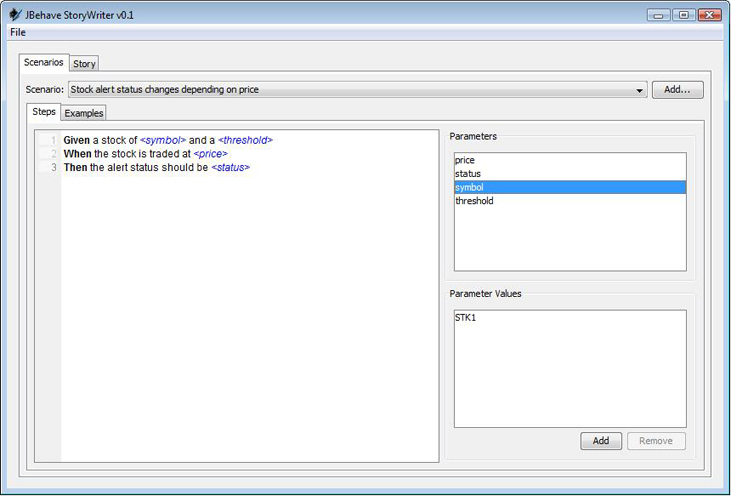 JBehave StoryWriter v0.1
File
Scenarios Story
Scenario: Stock alert status changes depending on price Add...
Steps Examples
1 Given a stock of <symbol> and a <threshold>
2 When the stock is traded at <price>
3 Then the alert status should be <status>
Parameters
price
status
symbol
threshold
Parameter Values
STK1
Add Remove